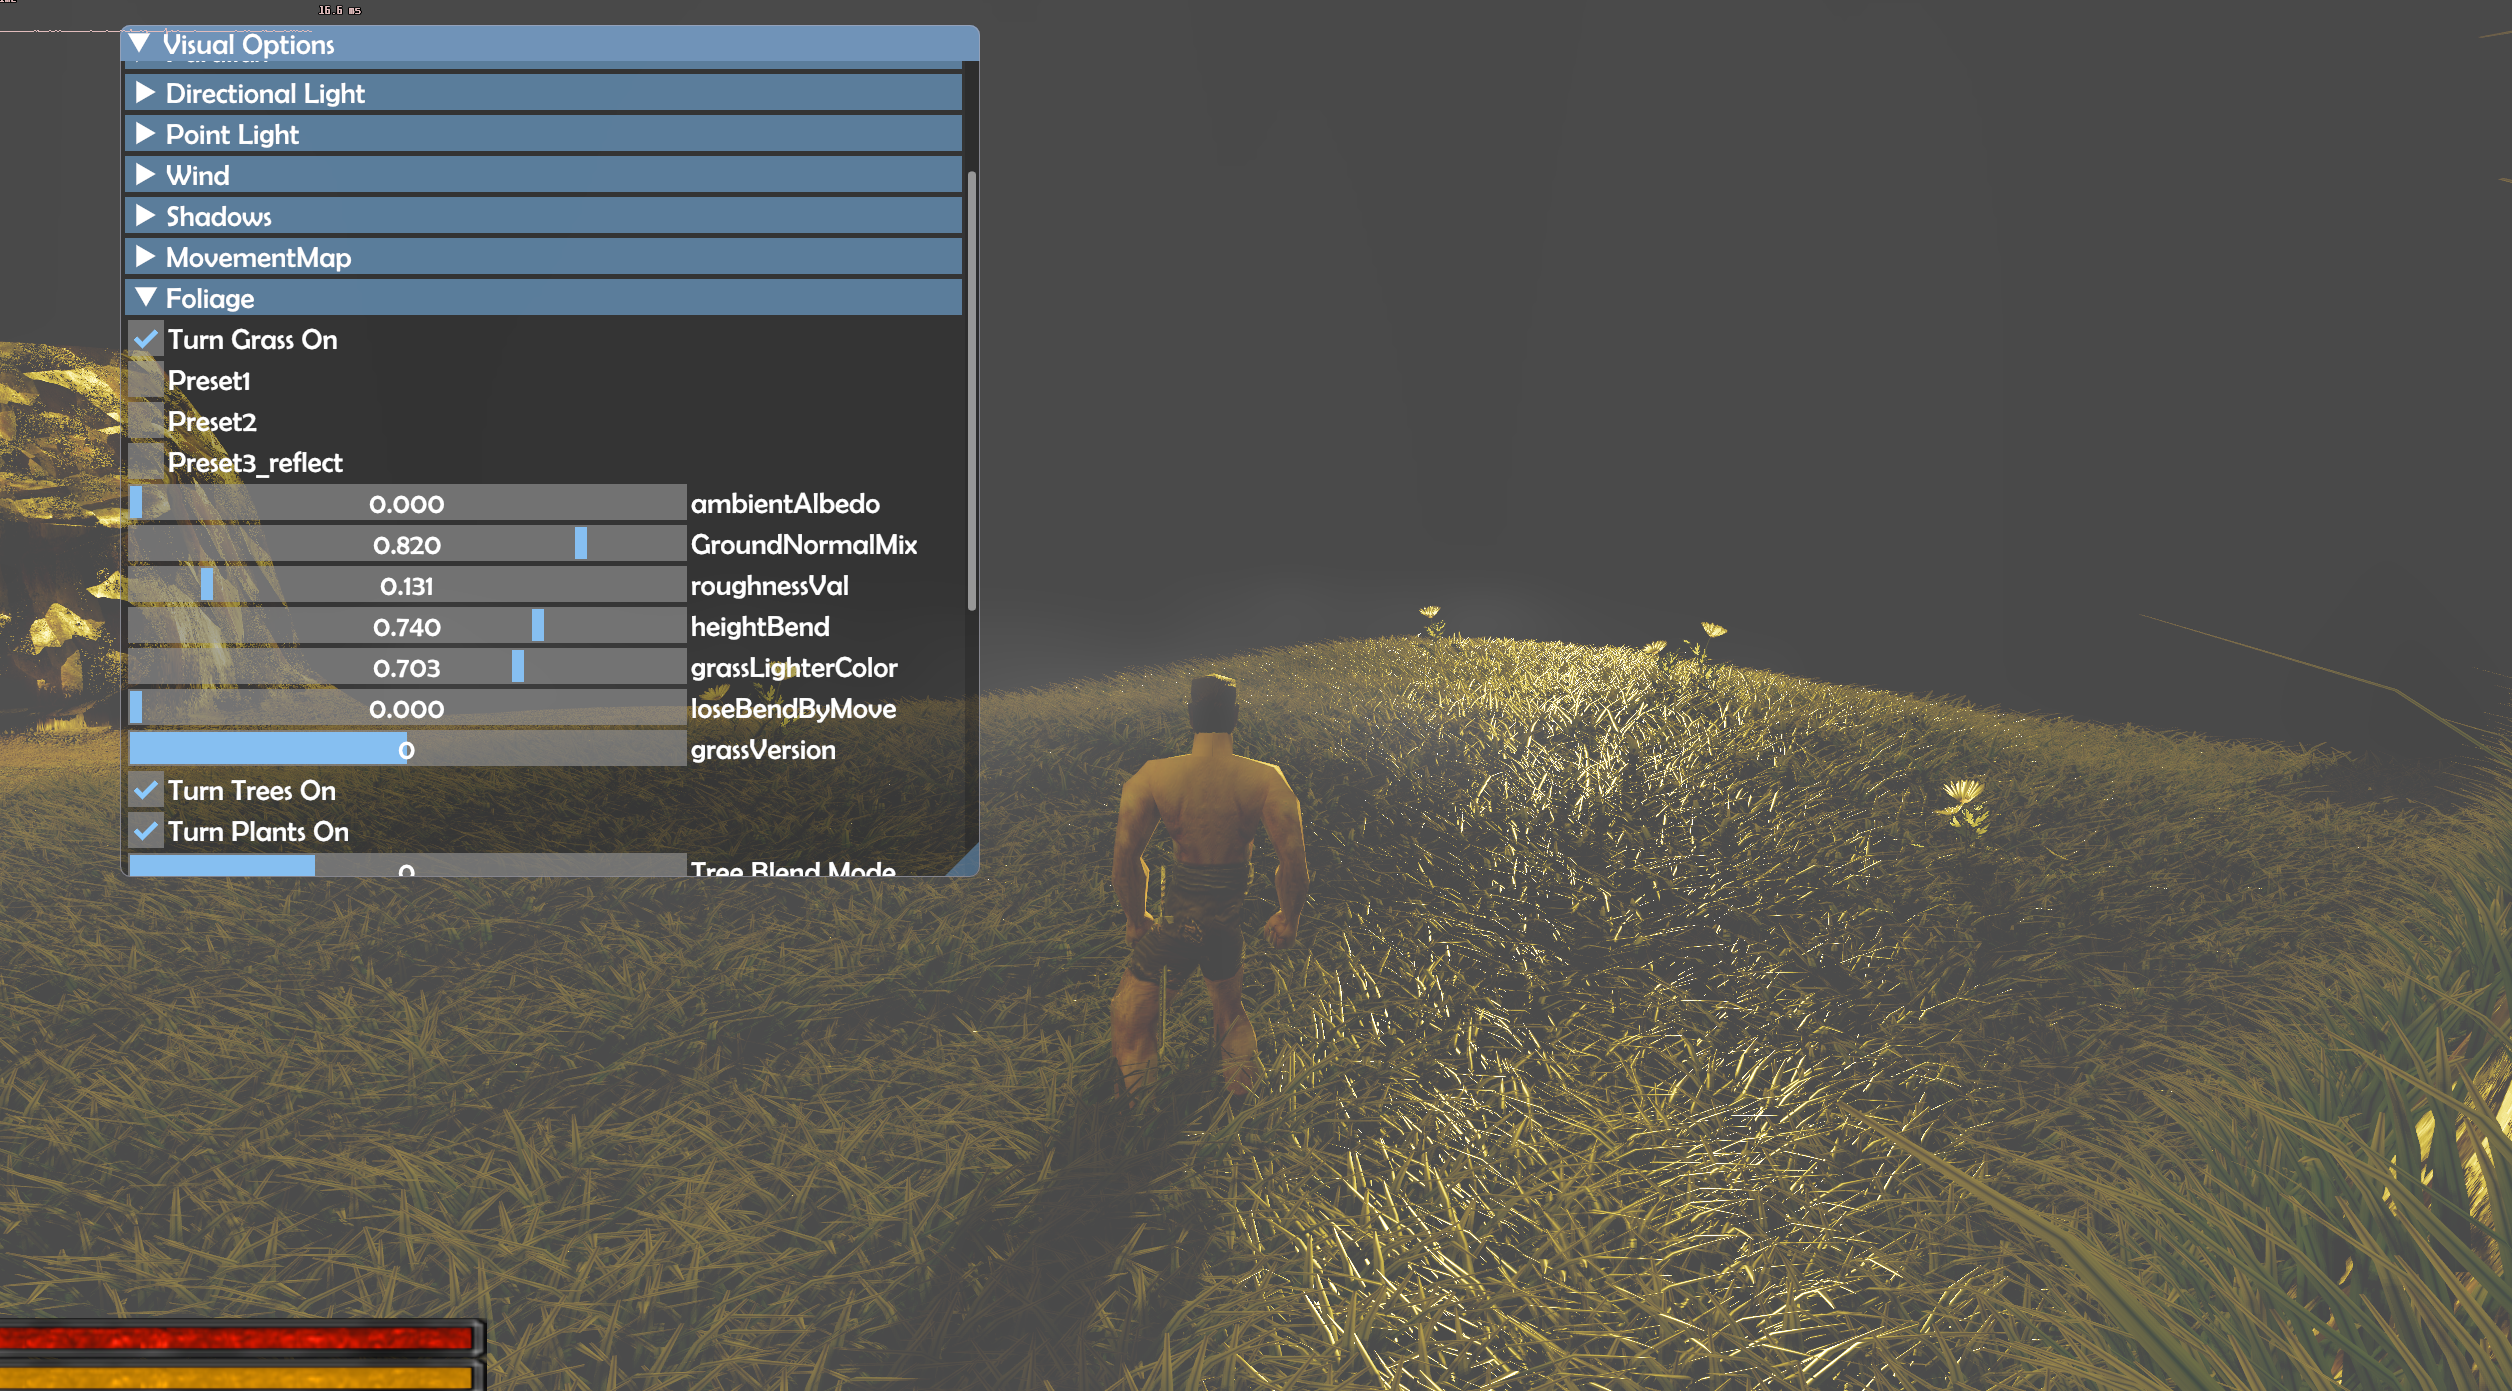 16.6 ms
Visual Options
Directional Light
Point Light
Wind
Shadows
MovementMap
Foliage
Turn Grass On
Preset1
Preset2
Preset3_reflect
0.000 ambientAlbedo
0.820 GroundNormalMix
0.131 roughnessVal
0.740 heightBend
0.703 grassLighterColor
0.000 loseBendByMove
0 grassVersion
Turn Trees On
Turn Plants On
0 Tree Blend Mode